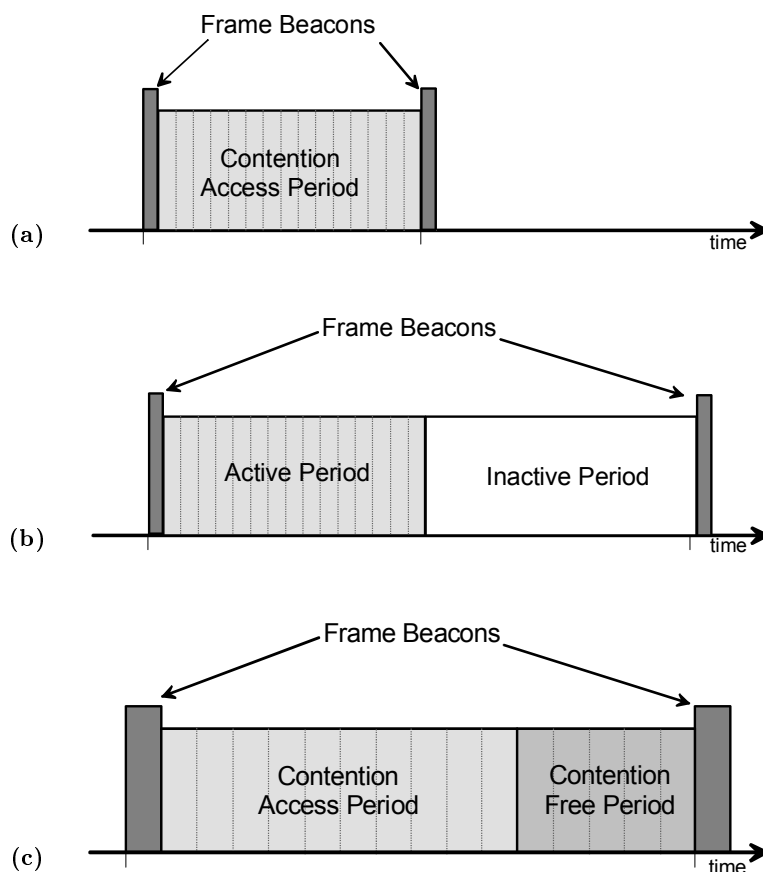 Frame Beacons
Contention
Access Period
(a)
time
Frame Beacons
Active Period
Inactive Period
(b)
time
Frame Beacons
Contention
Access Period
Contention
Free Period
(c)
time